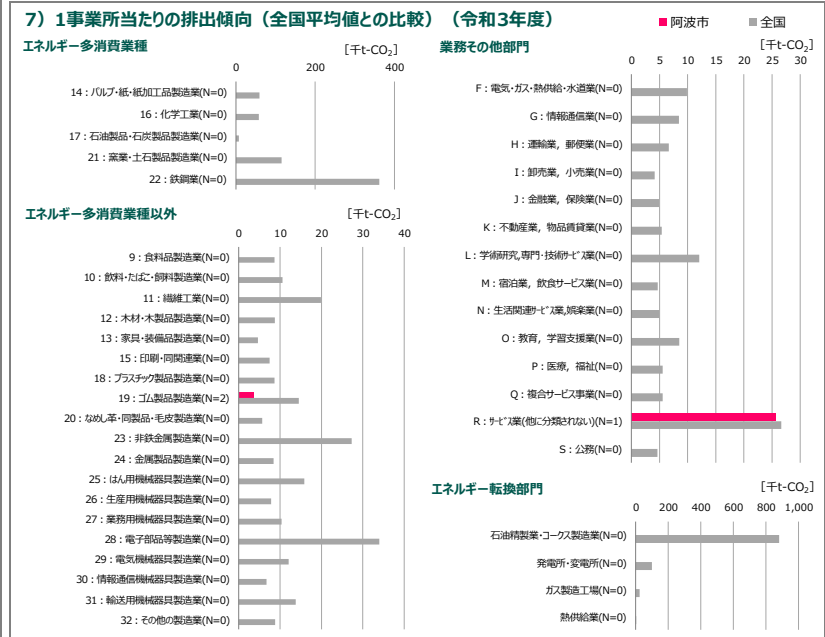 7）1事業所当たりの排出傾向（全国平均値との比較）（令和3年度）
阿波市 全国
エネルギー多消費業種
[千t-CO₂]
0 200 400
14：パルプ･紙･紙加工品製造業(N=0)
16：化学工業(N=0)
17：石油製品･石炭製品製造業(N=0)
21：窯業･土石製品製造業(N=0)
22：鉄鋼業(N=0)
エネルギー多消費業種以外
[千t-CO₂]
0 10 20 30 40
9：食料品製造業(N=0)
10：飲料･たばこ･飼料製造業(N=0)
11：繊維工業(N=0)
12：木材･木製品製造業(N=0)
13：家具･装備品製造業(N=0)
15：印刷･同関連業(N=0)
18：プラスチック製品製造業(N=0)
19：ゴム製品製造業(N=2)
20：なめし革･同製品･毛皮製造業(N=0)
23：非鉄金属製造業(N=0)
24：金属製品製造業(N=0)
25：はん用機械器具製造業(N=0)
26：生産用機械器具製造業(N=0)
27：業務用機械器具製造業(N=0)
28：電子部品等製造業(N=0)
29：電気機械器具製造業(N=0)
30：情報通信機械器具製造業(N=0)
31：輸送用機械器具製造業(N=0)
32：その他の製造業(N=0)
業務その他部門
[千t-CO₂]
0 5 10 15 20 25 30
F：電気･ガス･熱供給･水道業(N=0)
G：情報通信業(N=0)
H：運輸業，郵便業(N=0)
I：卸売業，小売業(N=0)
J：金融業，保険業(N=0)
K：不動産業，物品賃貸業(N=0)
L：学術研究,専門･技術ｻｰﾋﾞｽ業(N=0)
M：宿泊業，飲食サービス業(N=0)
N：生活関連ｻｰﾋﾞｽ業,娯楽業(N=0)
O：教育，学習支援業(N=0)
P：医療，福祉(N=0)
Q：複合サービス事業(N=0)
R：ｻｰﾋﾞｽ業(他に分類されない)(N=1)
S：公務(N=0)
エネルギー転換部門
[千t-CO₂]
0 200 400 600 800 1,000
石油精製業･コークス製造業(N=0)
発電所･変電所(N=0)
ガス製造工場(N=0)
熱供給業(N=0)